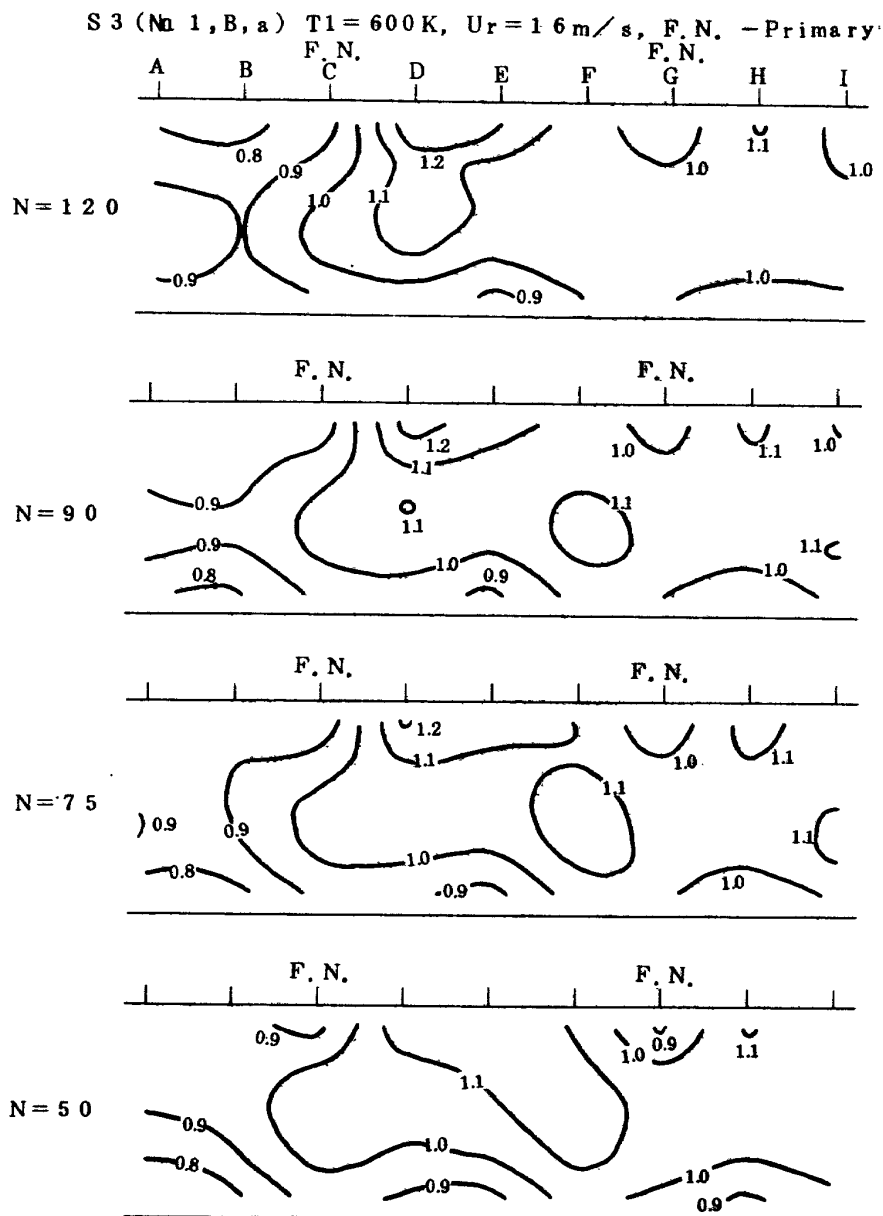 S3 (No. 1, B, a) T1=600K, Ur=16m/s, F.N. -Primary
F.N. F.N.
A B C D E F G H I
0.8 0.9 1.0 1.1 1.2 1.0 1.1 1.0
N=120
0.9 0.9 1.0
F.N. F.N.
0.9 1.2 1.1 1.0 1.1 1.0
N=90
1.1 1.1
0.9 0.8 1.0 0.9 1.0 1.1
F.N. F.N.
1.2 1.1 1.0 1.1
N=75
0.9 0.9 1.1 1.1
0.8 1.0 0.9 1.0
F.N. F.N.
0.9 1.1 1.0 0.9 1.1
N=50
0.9 0.8 1.0 0.9 1.0 0.9